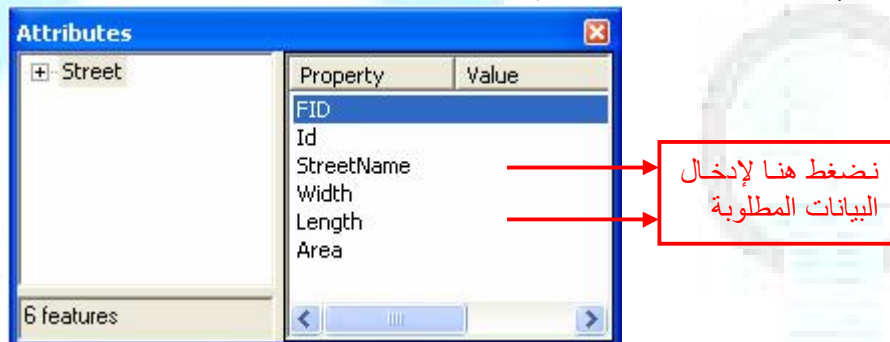 Attributes
Street
Property Value
FID
Id
StreetName
Width
Length
Area
6 features
نضغط هنا لإدخال
البيانات المطلوبة